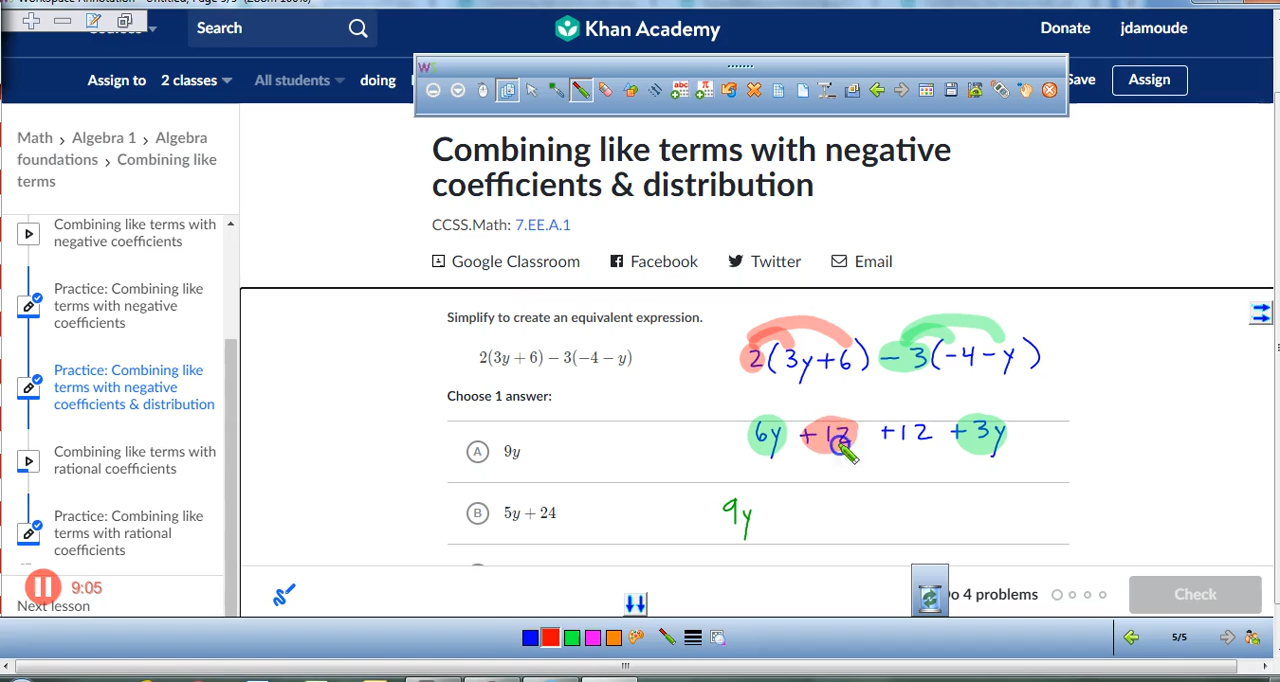 Search
Khan Academy
Donate
jdamoude
Assign to 2 classes All students doing
Save
Assign
Math > Algebra 1 > Algebra
foundations > Combining like
terms
Combining like terms with
negative coefficients
Practice: Combining like
terms with negative
coefficients
Practice: Combining like
terms with negative
coefficients & distribution
Combining like terms with
rational coefficients
Practice: Combining like
terms with rational
coefficients
9:05
Next lesson
Combining like terms with negative
coefficients & distribution
CCSS.Math: 7.EE.A.1
Google Classroom Facebook Twitter Email
Simplify to create an equivalent expression.
2(3y + 6) − 3(−4 − y)
Choose 1 answer:
A 9y
B 5y + 24
2(3y+6) −3(−4−y)
6y +12 +12 +3y
9y
o 4 problems
Check
5/5